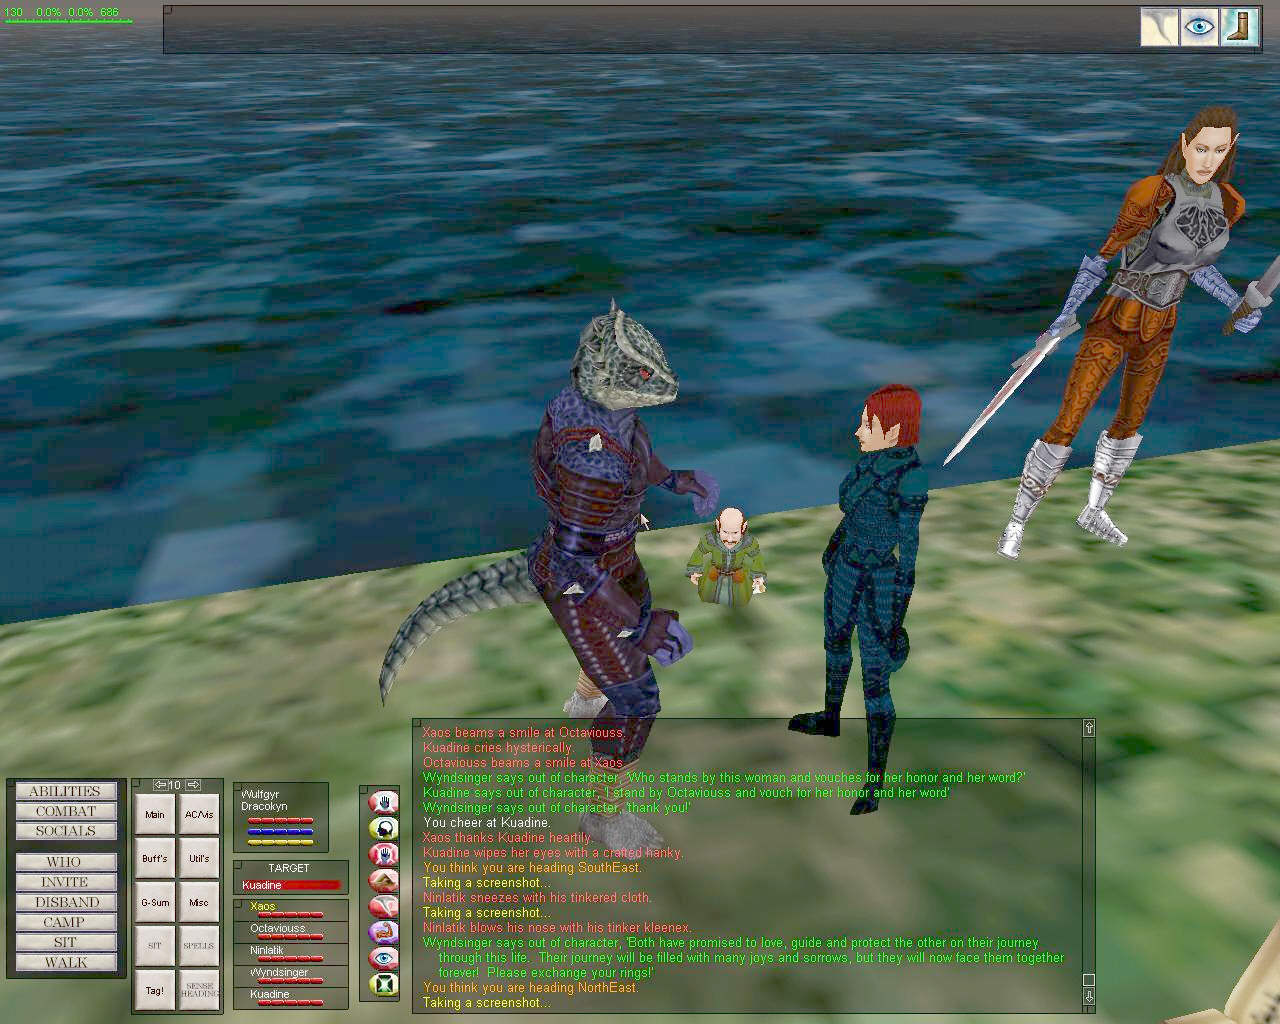 130 0.0% 0.0% 686
Xaos beams a smile at Octaviouss.
Kuadine cries hysterically.
Octaviouss beams a smile at Xaos
Wyndsinger says out of character, 'Who stands by this woman and vouches for her honor and her word?'
Kuadine says out of character, 'I stand by Octaviouss and vouch for her honor and her word'
Wyndsinger says out of character, 'thank you!'
You cheer at Kuadine.
Xaos thanks Kuadine heartily.
Kuadine wipes her eyes with a crafted hanky.
You think you are heading SouthEast.
Taking a screenshot...
Ninlatik sneezes with his tinkered cloth.
Taking a screenshot...
Ninlatik blows his nose with his tinker kleenex.
Wyndsinger says out of character, 'Both have promised to love, guide and protect the other on their journey
through this life. Their journey will be filled with many joys and sorrows, but they will now face them together
forever! Please exchange your rings!'
You think you are heading NorthEast.
Taking a screenshot...
ABILITIES
COMBAT
SOCIALS
WHO
INVITE
DISBAND
CAMP
SIT
WALK
10
Main
AC/Vis
Buff's
Util's
G-Sum
Misc
SIT
SPELLS
Tag!
SENSE
HEADING
Wulfgyr
Dracokyn
TARGET
Kuadine
Xaos
Octaviouss
Ninlatik
Wyndsinger
Kuadine